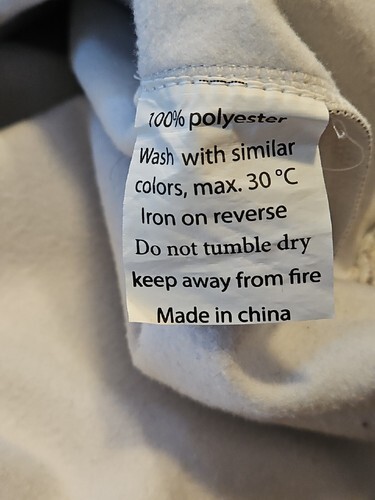 100% polyester
Wash with similar
colors, max. 30 °C
Iron on reverse
Do not tumble dry
keep away from fire
Made in china